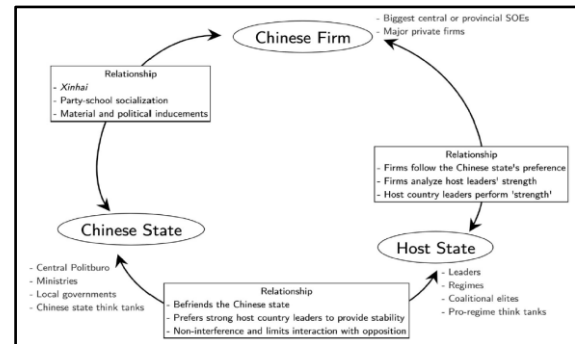 Chinese Firm
- Biggest central or provincial SOEs
- Major private firms
Relationship
- Xinhai
- Party-school socialization
- Material and political inducements
Relationship
- Firms follow the Chinese state's preference
- Firms analyze host leaders' strength
- Host country leaders perform 'strength'
Chinese State
- Central Politburo
- Ministries
- Local governments
- Chinese state think tanks
Host State
- Leaders
- Regimes
- Coalitional elites
- Pro-regime think tanks
Relationship
- Befriends the Chinese state
- Prefers strong host country leaders to provide stability
- Non-interference and limits interaction with opposition